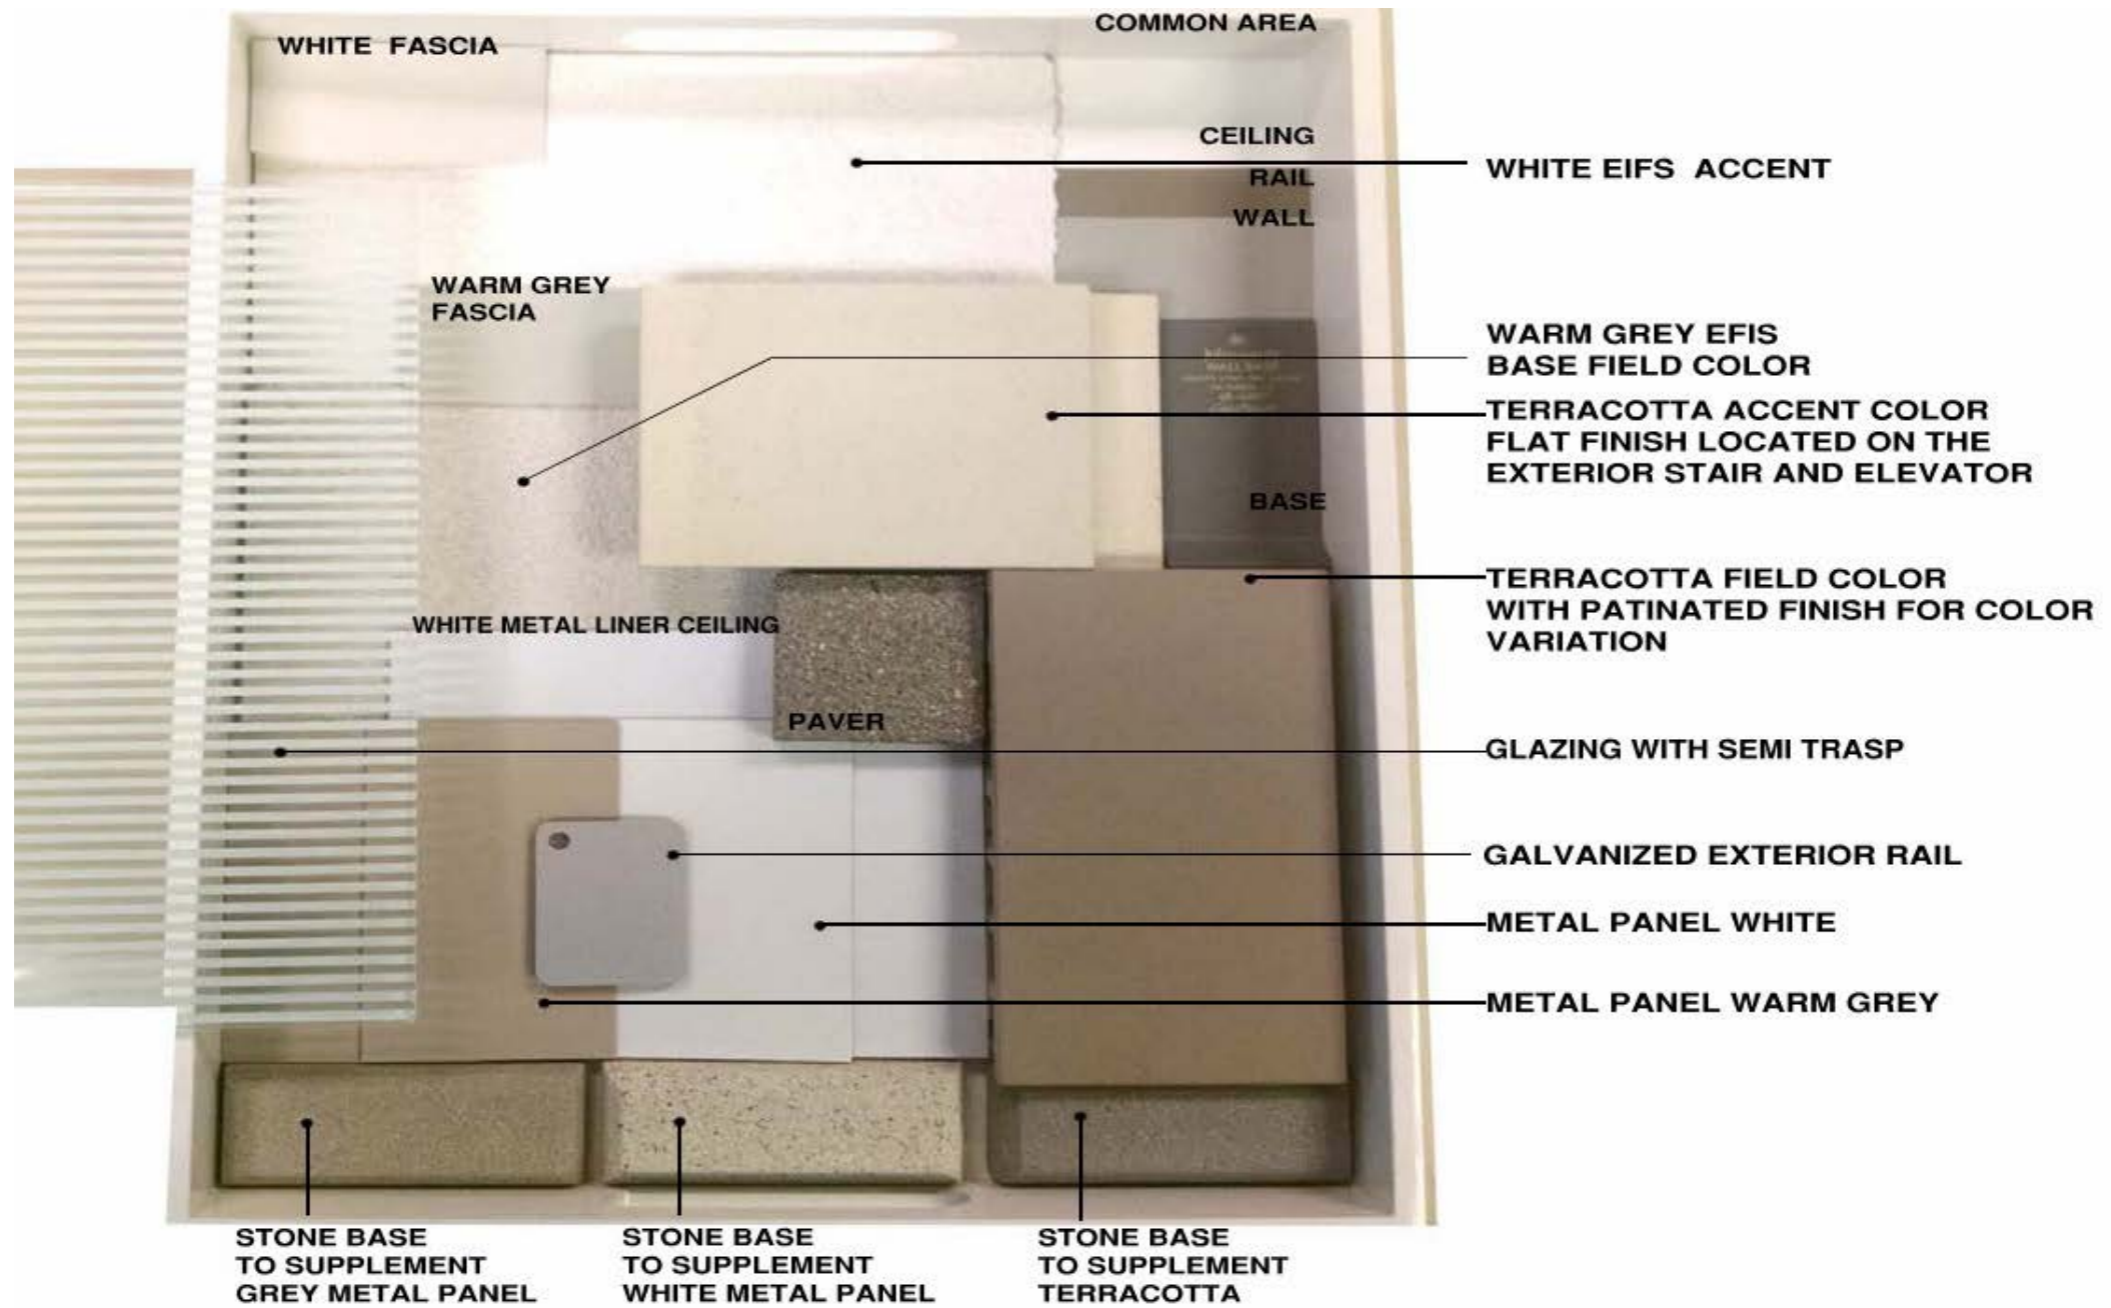 COMMON AREA
WHITE FASCIA
CEILING
WHITE EIFS ACCENT
RAIL
WALL
WARM GREY
FASCIA
WARM GREY EFIS
BASE FIELD COLOR
TERRACOTTA ACCENT COLOR
FLAT FINISH LOCATED ON THE
EXTERIOR STAIR AND ELEVATOR
WALL BASE
BASE
TERRACOTTA FIELD COLOR
WITH PATINATED FINISH FOR COLOR
VARIATION
WHITE METAL LINER CEILING
PAVER
GLAZING WITH SEMI TRASP
GALVANIZED EXTERIOR RAIL
METAL PANEL WHITE
METAL PANEL WARM GREY
STONE BASE
TO SUPPLEMENT
GREY METAL PANEL
STONE BASE
TO SUPPLEMENT
WHITE METAL PANEL
STONE BASE
TO SUPPLEMENT
TERRACOTTA